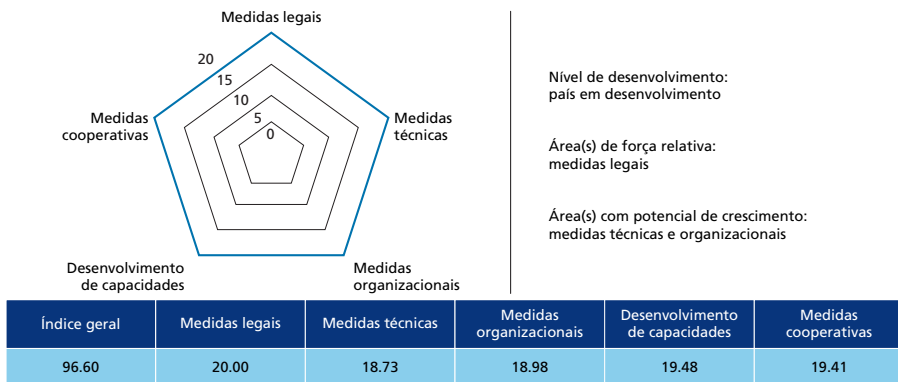 Medidas legais
20
15
10
5
0
Medidas
cooperativas
Medidas
técnicas
Desenvolvimento
de capacidades
Medidas
organizacionais
Nível de desenvolvimento:
país em desenvolvimento
Área(s) de força relativa:
medidas legais
Área(s) com potencial de crescimento:
medidas técnicas e organizacionais
Índice geral
Medidas legais
Medidas técnicas
Medidas
organizacionais
Desenvolvimento
de capacidades
Medidas
cooperativas
96.60
20.00
18.73
18.98
19.48
19.41